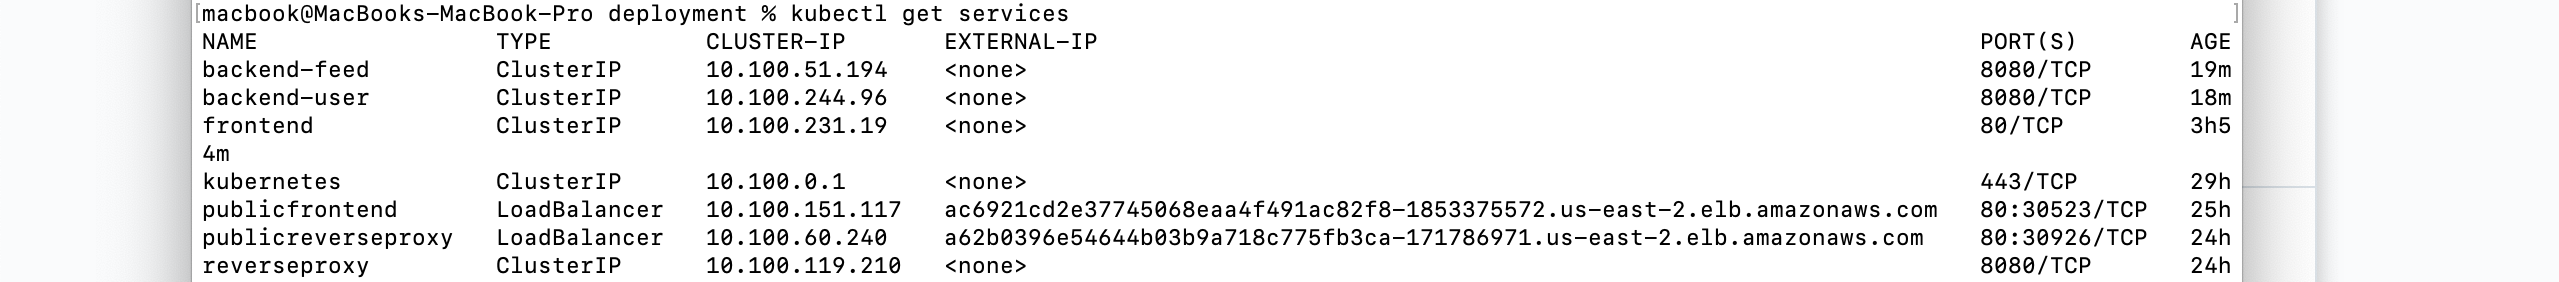 [macbook@MacBooks-MacBook-Pro deployment % kubectl get services ]
NAME TYPE CLUSTER-IP EXTERNAL-IP PORT(S) AGE
backend-feed ClusterIP 10.100.51.194 <none> 8080/TCP 19m
backend-user ClusterIP 10.100.244.96 <none> 8080/TCP 18m
frontend ClusterIP 10.100.231.19 <none> 80/TCP 3h5
4m
kubernetes ClusterIP 10.100.0.1 <none> 443/TCP 29h
publicfrontend LoadBalancer 10.100.151.117 ac6921cd2e37745068eaa4f491ac82f8-1853375572.us-east-2.elb.amazonaws.com 80:30523/TCP 25h
publicreverseproxy LoadBalancer 10.100.60.240 a62b0396e54644b03b9a718c775fb3ca-171786971.us-east-2.elb.amazonaws.com 80:30926/TCP 24h
reverseproxy ClusterIP 10.100.119.210 <none> 8080/TCP 24h